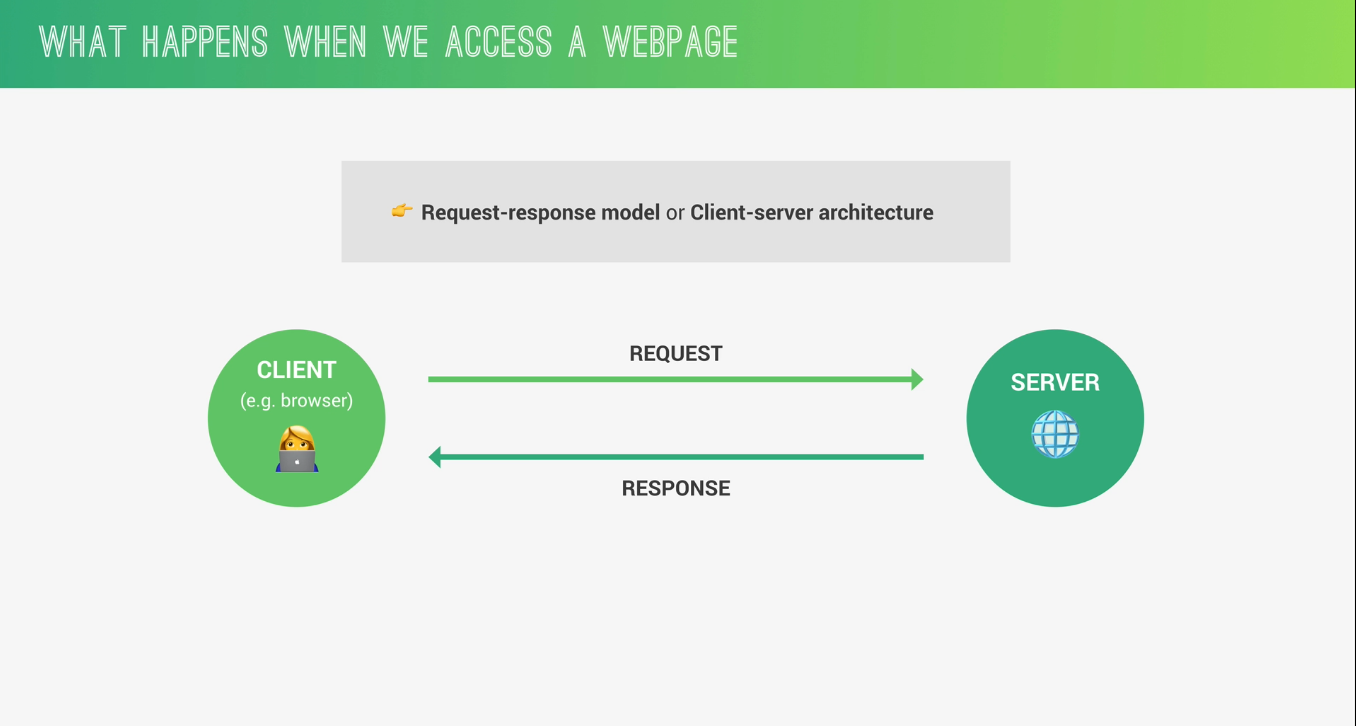 WHAT HAPPENS WHEN WE ACCESS A WEBPAGE
👉 Request-response model or Client-server architecture
CLIENT
(e.g. browser)
REQUEST
SERVER
RESPONSE